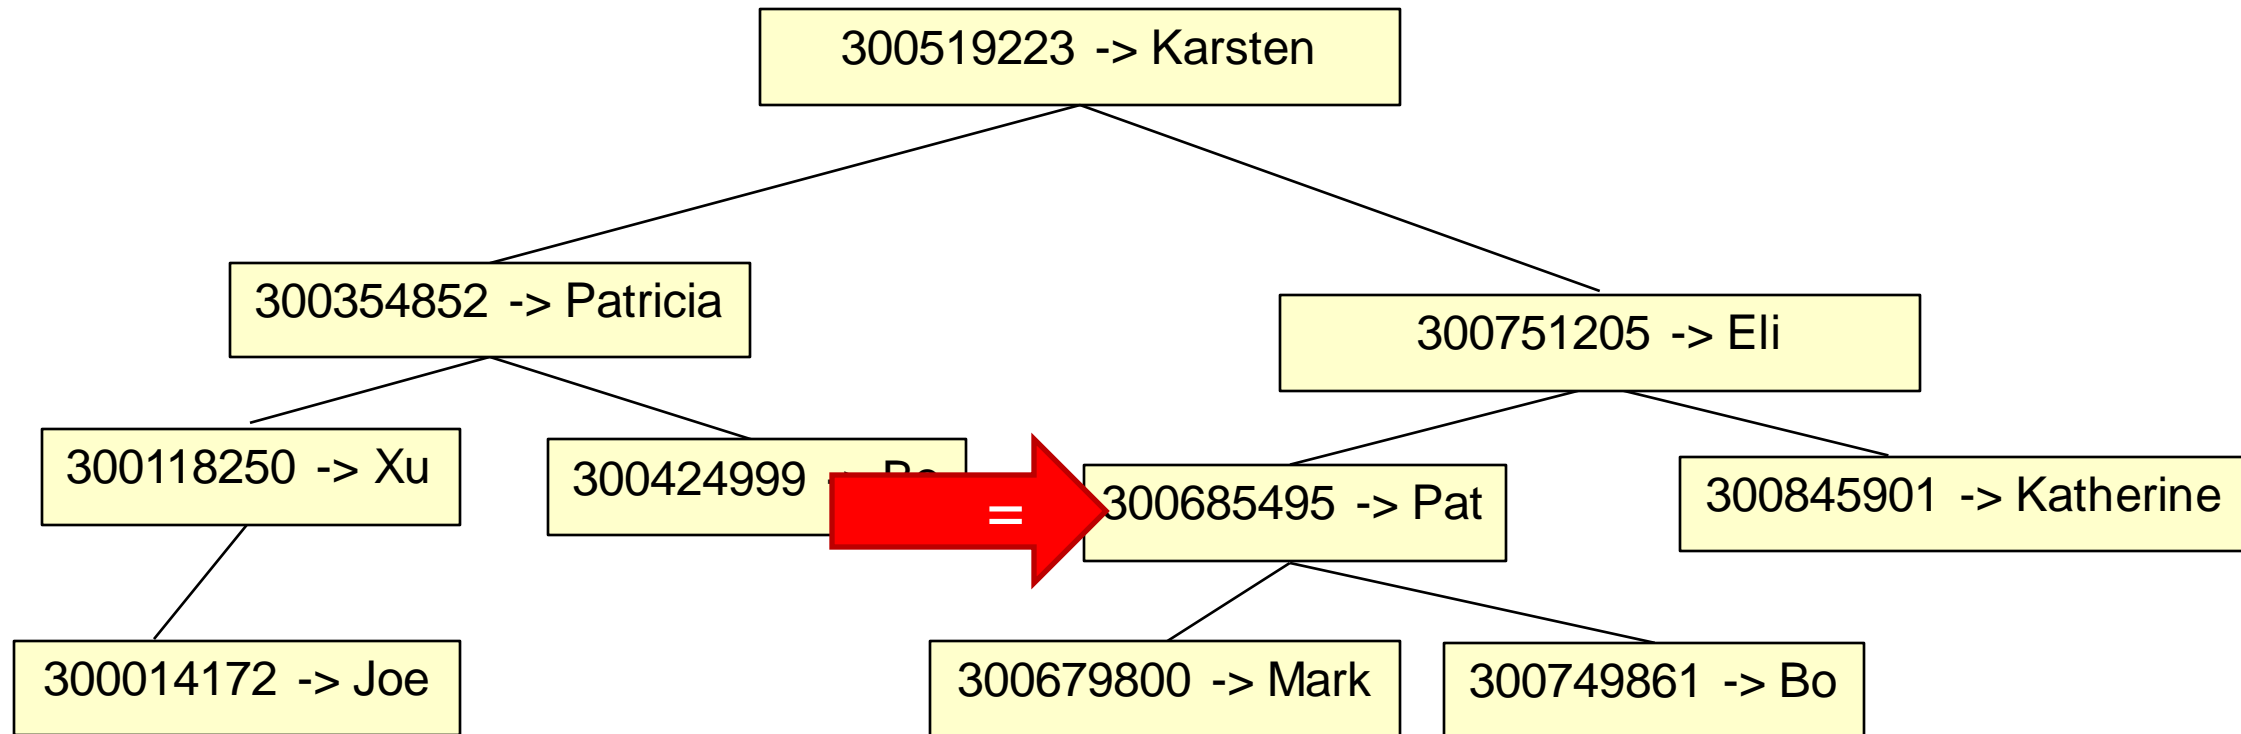 300519223 -> Karsten
300354852 -> Patricia
300751205 -> Eli
300118250 -> Xu
300424999
=
300685495 -> Pat
300845901 -> Katherine
300014172 -> Joe
300679800 -> Mark
300749861 -> Bo